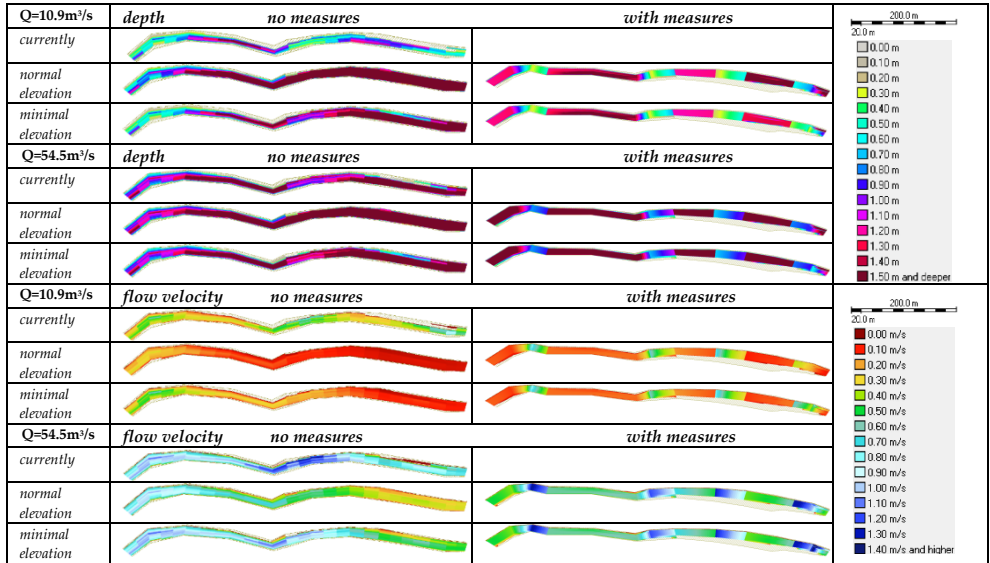 Q=10.9m³/s depth no measures with measures
currently
normal
elevation
minimal
elevation
Q=54.5m³/s depth no measures with measures
currently
normal
elevation
minimal
elevation
200.0 m
20.0 m
0.00 m
0.10 m
0.20 m
0.30 m
0.40 m
0.50 m
0.60 m
0.70 m
0.80 m
0.90 m
1.00 m
1.10 m
1.20 m
1.30 m
1.40 m
1.50 m and deeper
Q=10.9m³/s flow velocity no measures with measures
currently
normal
elevation
minimal
elevation
Q=54.5m³/s flow velocity no measures with measures
currently
normal
elevation
minimal
elevation
200.0 m
20.0 m
0.00 m/s
0.10 m/s
0.20 m/s
0.30 m/s
0.40 m/s
0.50 m/s
0.60 m/s
0.70 m/s
0.80 m/s
0.90 m/s
1.00 m/s
1.10 m/s
1.20 m/s
1.30 m/s
1.40 m/s and higher